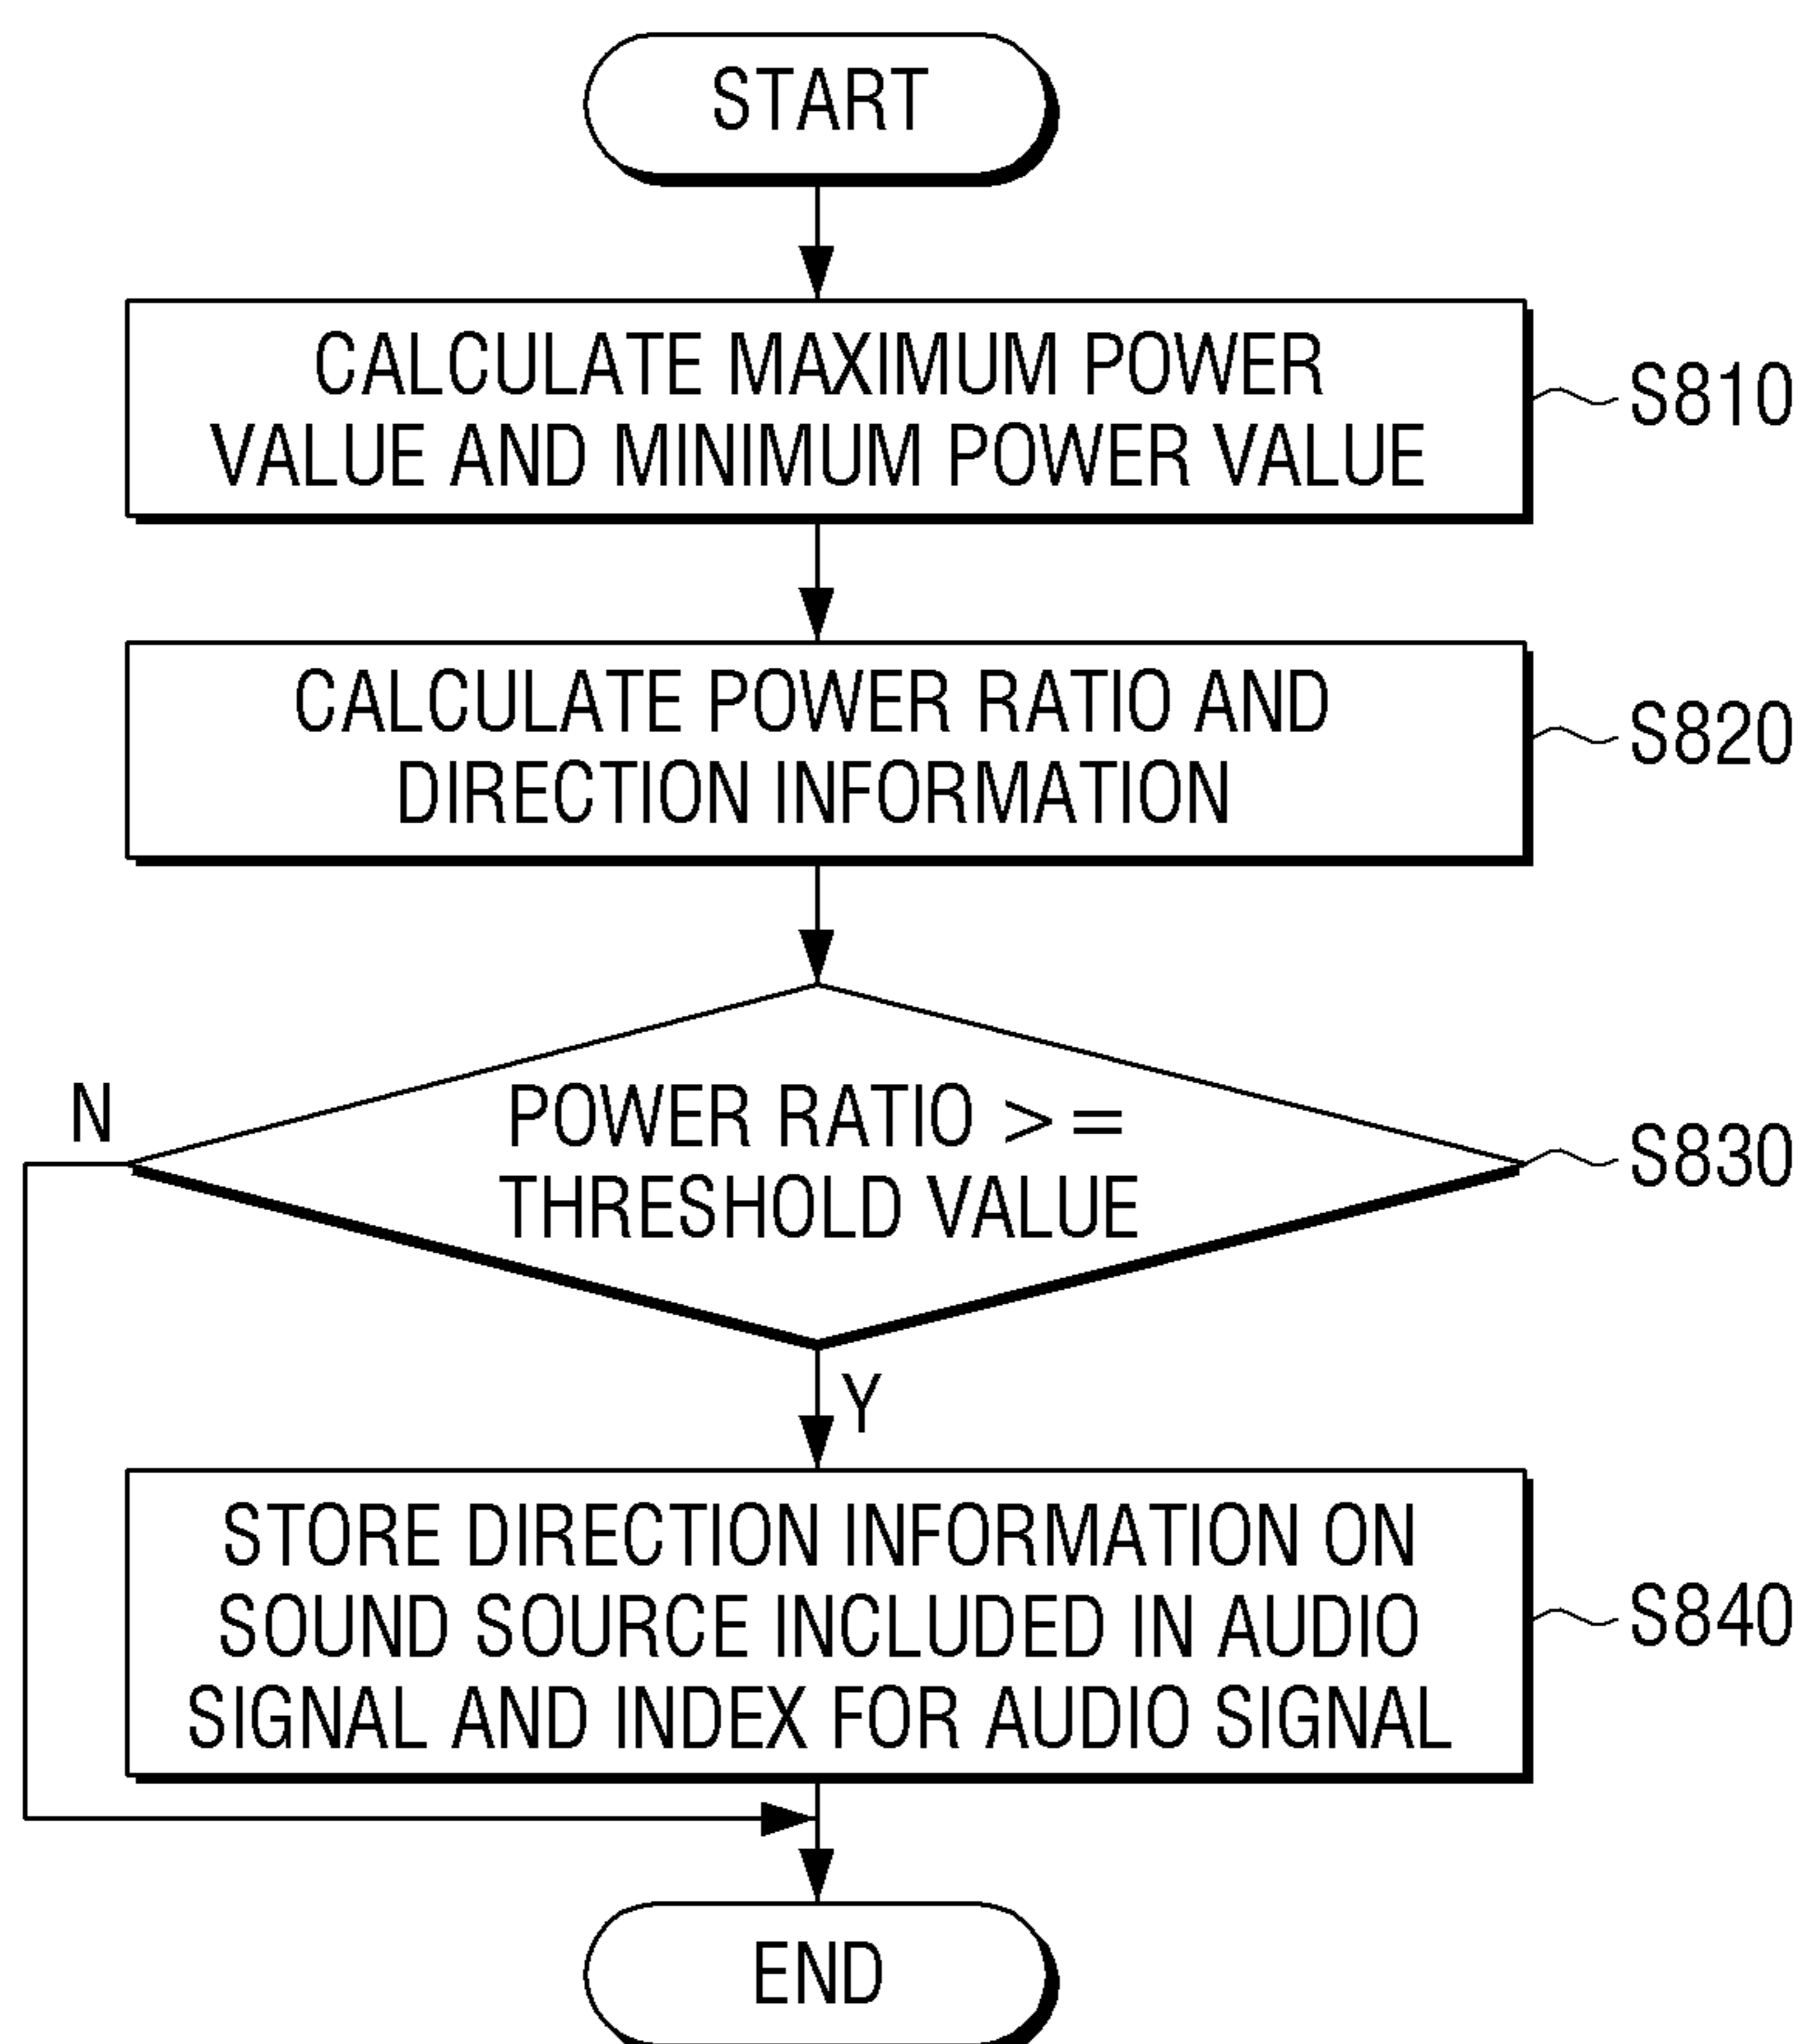 START
CALCULATE MAXIMUM POWER
VALUE AND MINIMUM POWER VALUE
S810
CALCULATE POWER RATIO AND
DIRECTION INFORMATION
S820
N
POWER RATIO >=
THRESHOLD VALUE
S830
Y
STORE DIRECTION INFORMATION ON
SOUND SOURCE INCLUDED IN AUDIO
SIGNAL AND INDEX FOR AUDIO SIGNAL
S840
END